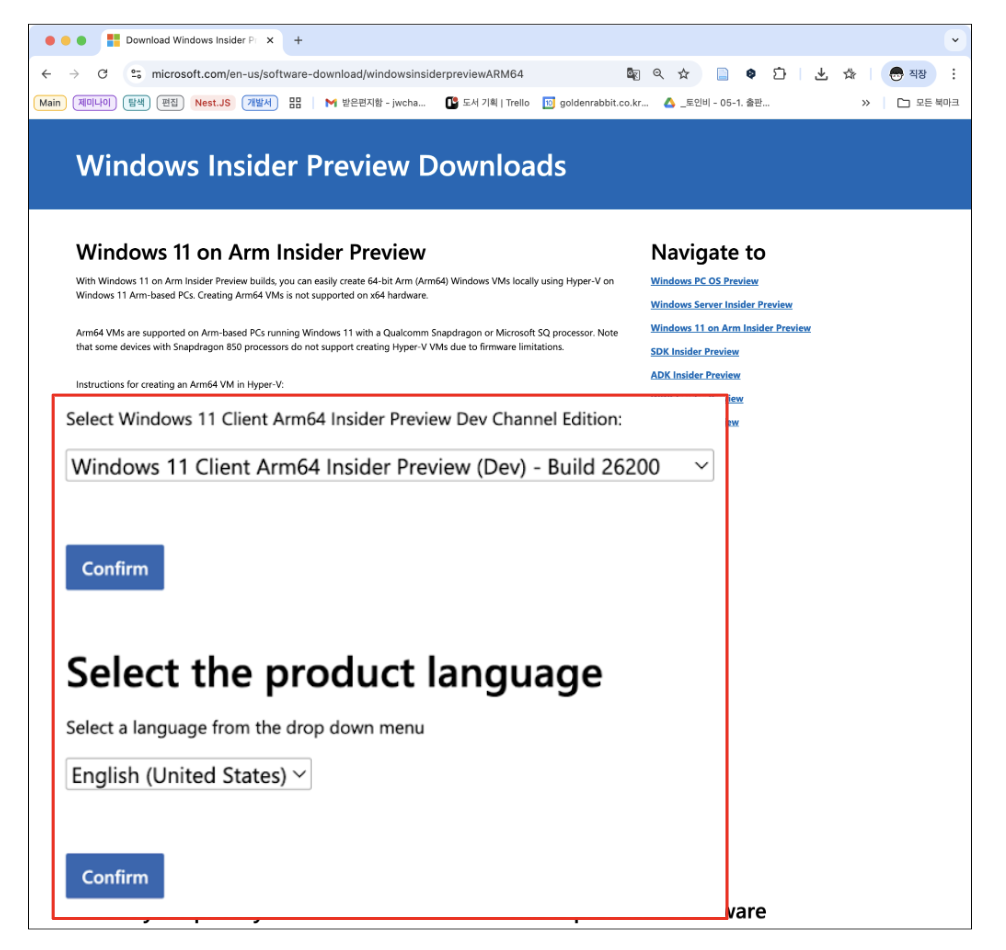 Download Windows Insider P
microsoft.com/en-us/software-download/windowsinsiderpreviewARM64
직장
Main
제미나이
탐색
편집
Nest.JS
개발서
받은편지함 - jwcha...
도서 기획 | Trello
goldenrabbit.co.kr...
_토인비 - 05-1. 출판...
모든 북마크
Windows Insider Preview Downloads
Windows 11 on Arm Insider Preview
With Windows 11 on Arm Insider Preview builds, you can easily create 64-bit Arm (Arm64) Windows VMs locally using Hyper-V on
Windows 11 Arm-based PCs. Creating Arm64 VMs is not supported on x64 hardware.
Arm64 VMs are supported on Arm-based PCs running Windows 11 with a Qualcomm Snapdragon or Microsoft SQ processor. Note
that some devices with Snapdragon 850 processors do not support creating Hyper-V VMs due to firmware limitations.
Instructions for creating an Arm64 VM in Hyper-V:
Navigate to
Windows PC OS Preview
Windows Server Insider Preview
Windows 11 on Arm Insider Preview
SDK Insider Preview
ADK Insider Preview
Select Windows 11 Client Arm64 Insider Preview Dev Channel Edition:
Windows 11 Client Arm64 Insider Preview (Dev) - Build 26200
Confirm
Select the product language
Select a language from the drop down menu
English (United States)
Confirm